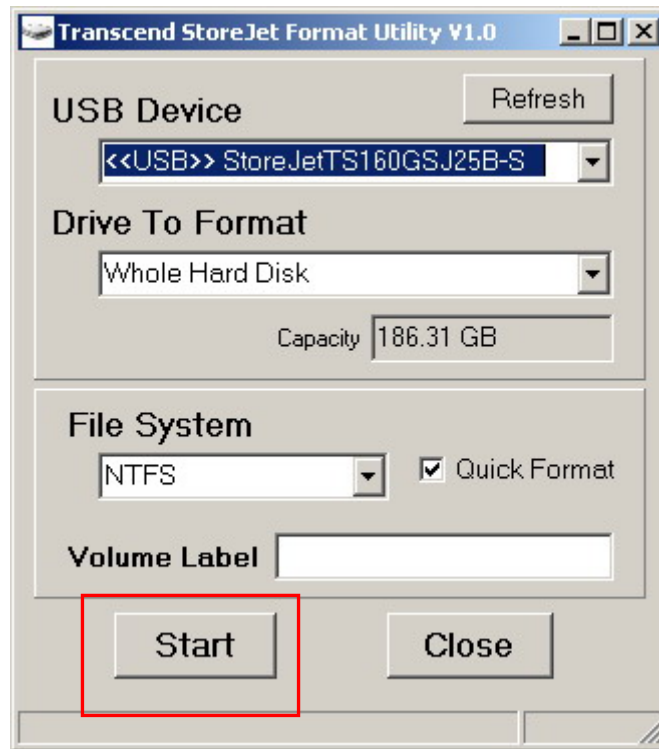 Transcend StoreJet Format Utility V1.0
Refresh
USB Device
<<USB>> StoreJetTS160GSJ25B-S
Drive To Format
Whole Hard Disk
Capacity 186.31 GB
File System
NTFS
Quick Format
Volume Label
Start Close